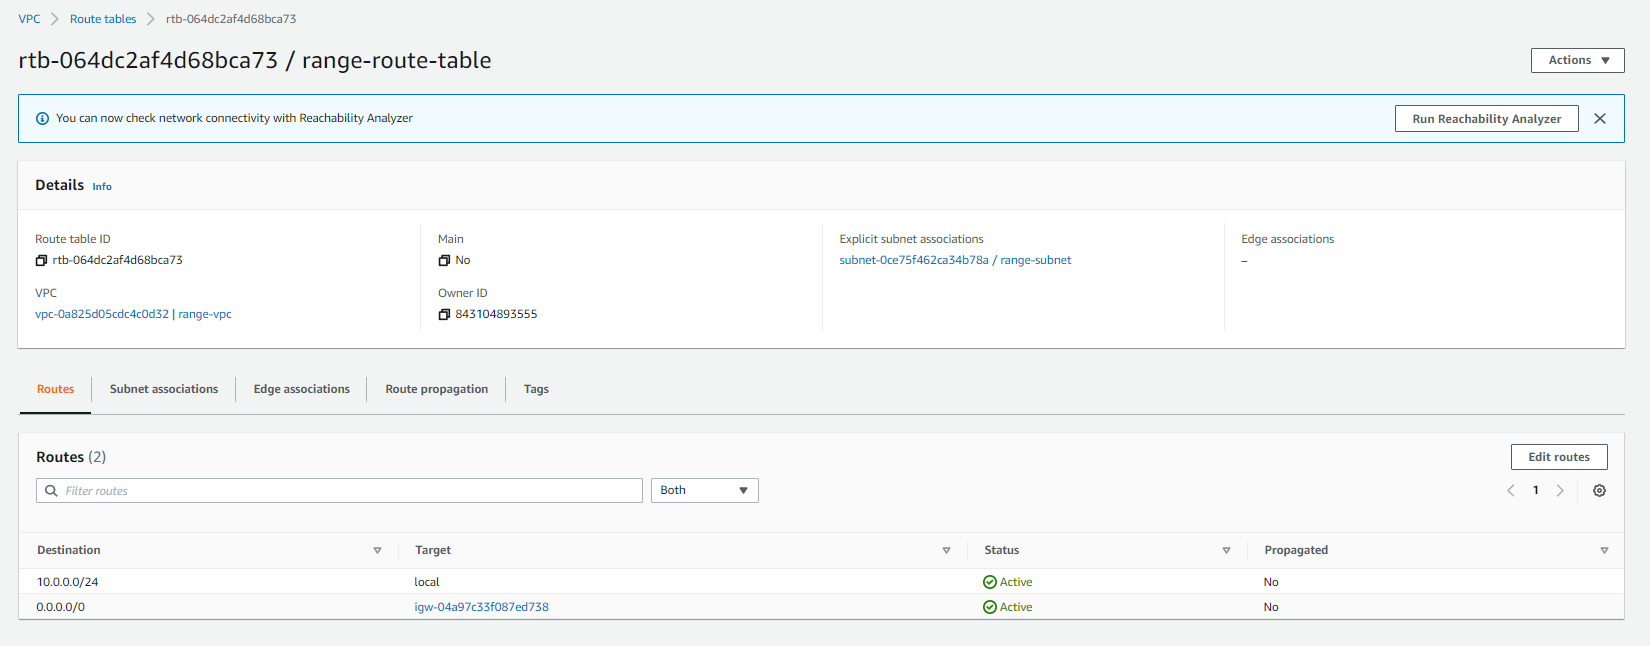 VPC > Route tables > rtb-064dc2af4d68bca73
rtb-064dc2af4d68bca73 / range-route-table
Actions
You can now check network connectivity with Reachability Analyzer
Run Reachability Analyzer
Details Info
Route table ID
rtb-064dc2af4d68bca73
Main
No
Explicit subnet associations
subnet-0ce75f462ca34b78a / range-subnet
Edge associations
–
VPC
vpc-0a825d05cdc4c0d32 | range-vpc
Owner ID
843104893555
Routes Subnet associations Edge associations Route propagation Tags
Routes (2)
Edit routes
Filter routes
Both
1
Destination Target Status Propagated
10.0.0.0/24 local Active No
0.0.0.0/0 igw-04a97c33f087ed738 Active No